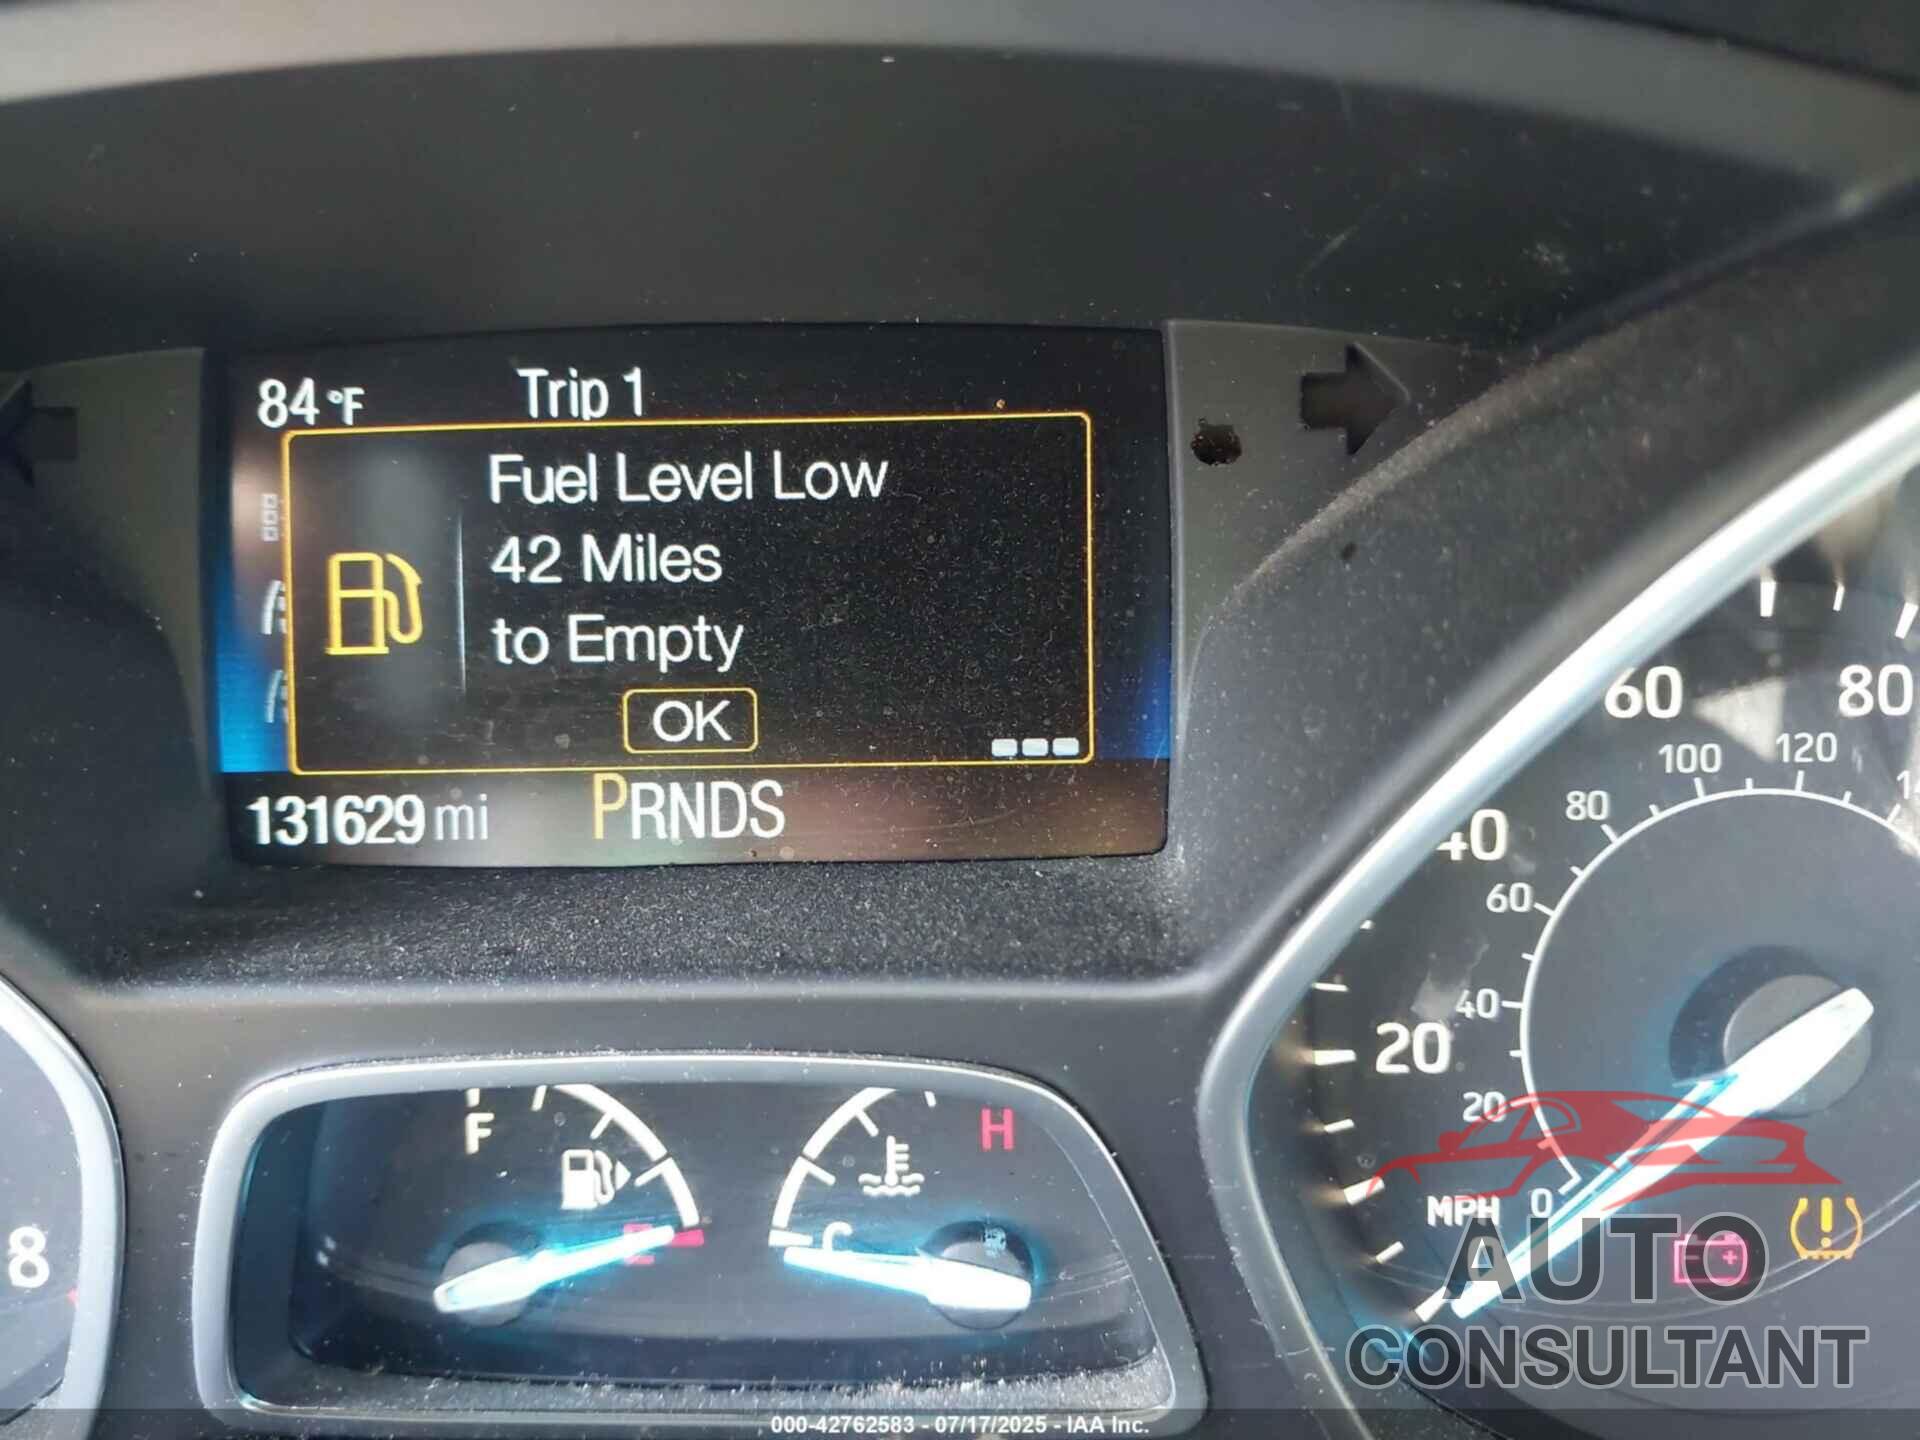 84 °F
Trip 1
Fuel Level Low
42 Miles
to Empty
OK
131629 mi
PRNDS
60
80
100
120
80
40
60
40
20
20
F
H
E
C
MPH
0
0
8
AUTO
CONSULTANT
000-42762583 - 07/17/2025 - IAA Inc.